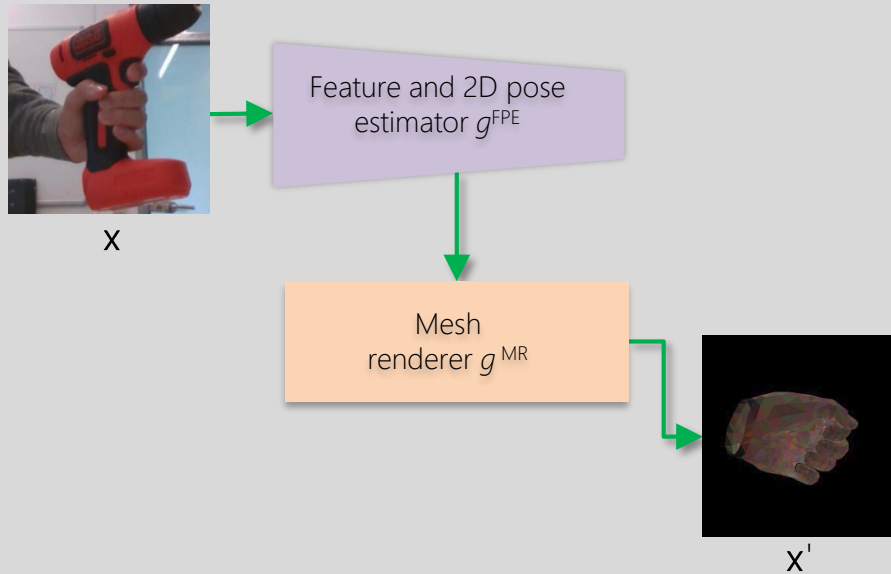 Feature and 2D pose
estimator gFPE
x
Mesh
renderer g MR
x'